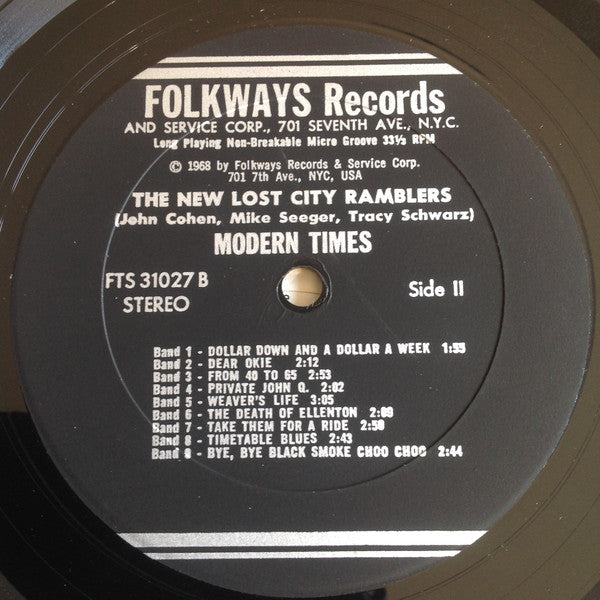 FOLKWAYS Records
AND SERVICE CORP., 701 SEVENTH AVE., N.Y.C.
Long Playing Non-Breakable Micro Groove 33⅓ RPM
© 1968 by Folkways Records & Service Corp.
701 7th Ave., NYC, USA
THE NEW LOST CITY RAMBLERS
(John Cohen, Mike Seeger, Tracy Schwarz)
MODERN TIMES
FTS 31027 B
STEREO
Side II
Band 1 - DOLLAR DOWN AND A DOLLAR A WEEK 1:55
Band 2 - DEAR OKIE 2:12
Band 3 - FROM 40 TO 65 2:53
Band 4 - PRIVATE JOHN Q. 2:02
Band 5 - WEAVER'S LIFE 3:05
Band 6 - THE DEATH OF ELLENTON
Band 7 - TAKE THEM FOR A RIDE
Band 8 - TIMETABLE BLUES 2:43
Band - BYE, BYE BLACK SMOKE CHOO CHOO 2:44